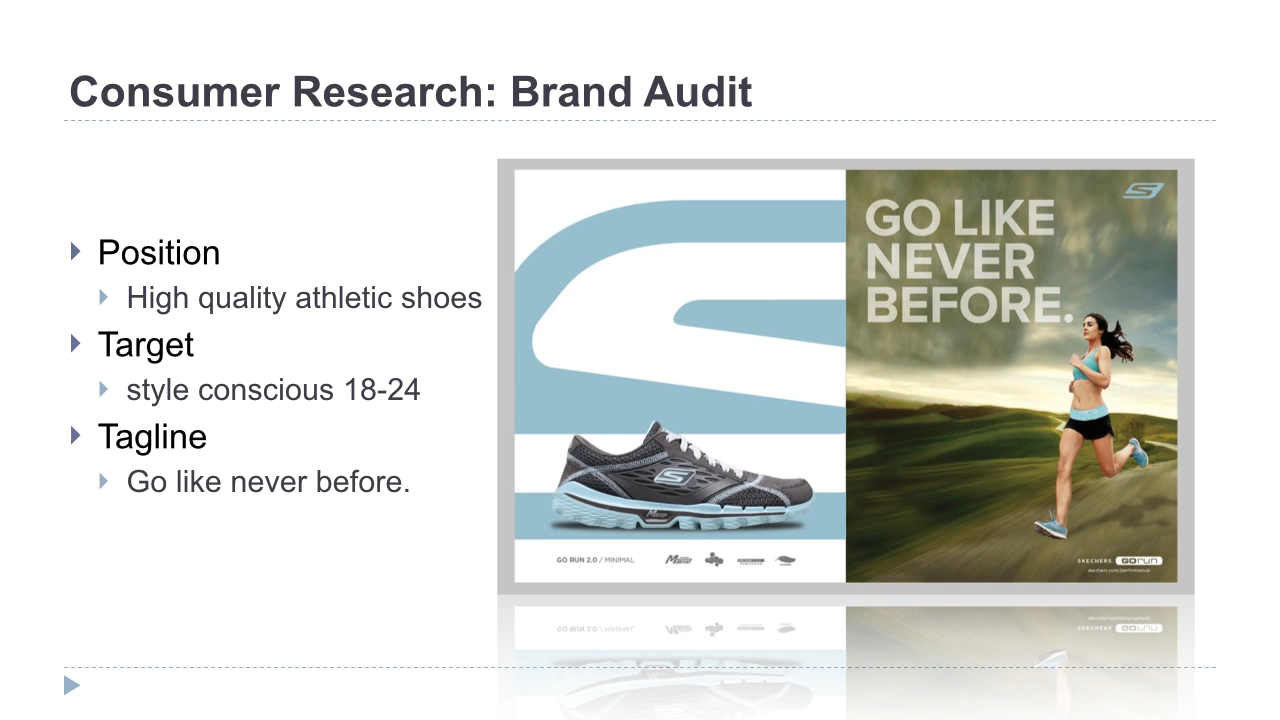 Consumer Research: Brand Audit
Position
High quality athletic shoes
Target
style conscious 18-24
Tagline
Go like never before.
GO LIKE
NEVER
BEFORE.
GO RUN 2.0 / MINIMAL
SKECHERS. GOrun
skechers.com/performance